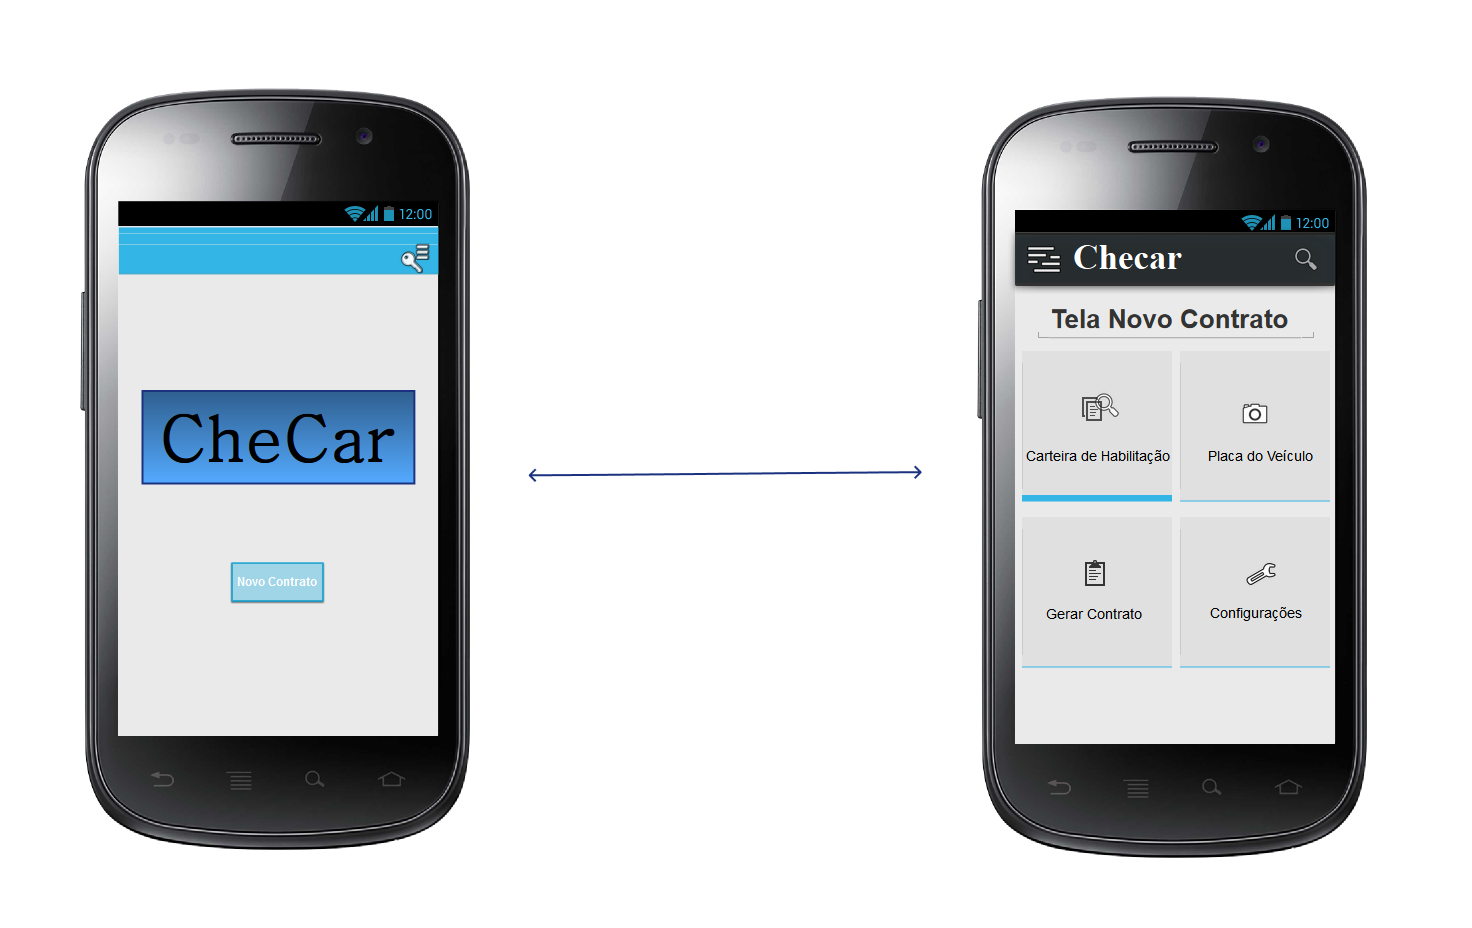 12:00
CheCar
Novo Contrato
12:00
Checar
Tela Novo Contrato
Carteira de Habilitação
Placa do Veículo
Gerar Contrato
Configurações